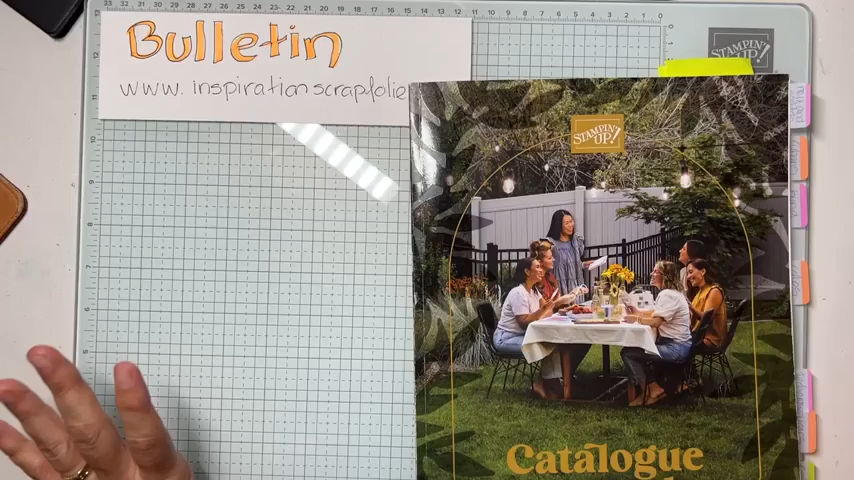 Bulletin
www.inspirationscrapfolie
STAMPIN' UP!
STAMPIN' UP!
Catalogue